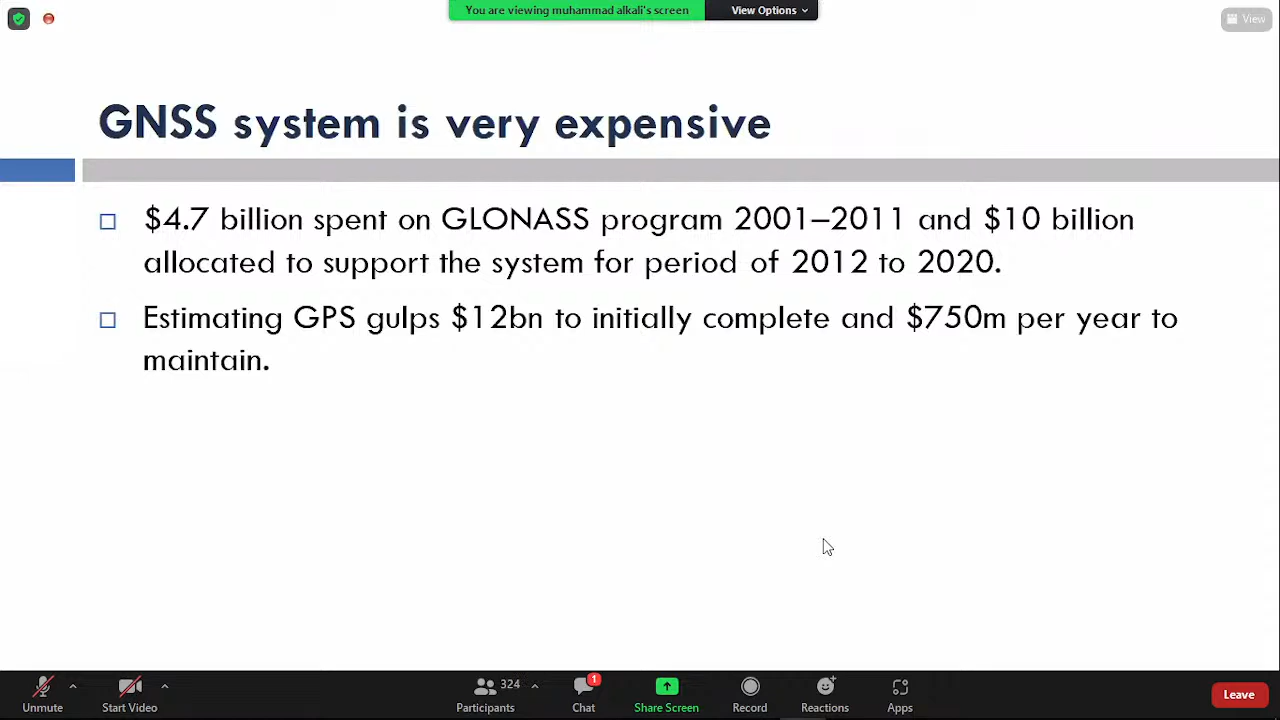 You are viewing muhammad alkali's screen
View Options
View
GNSS system is very expensive
$4.7 billion spent on GLONASS program 2001–2011 and $10 billion
allocated to support the system for period of 2012 to 2020.
Estimating GPS gulps $12bn to initially complete and $750m per year to
maintain.
324
1
Unmute
Start Video
Participants
Chat
Share Screen
Record
Reactions
Apps
Leave